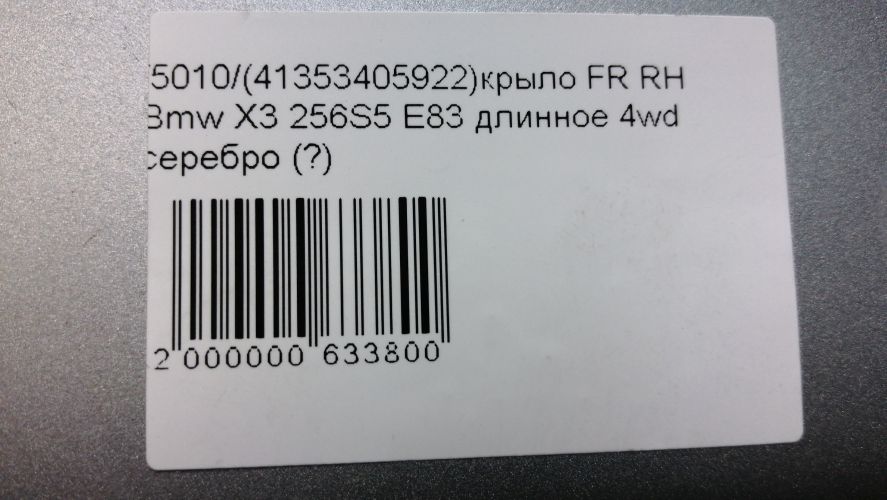 5010/(41353405922)крыло FR RH
Bmw X3 256S5 E83 длинное 4wd
серебро (?)
2 000000 633800